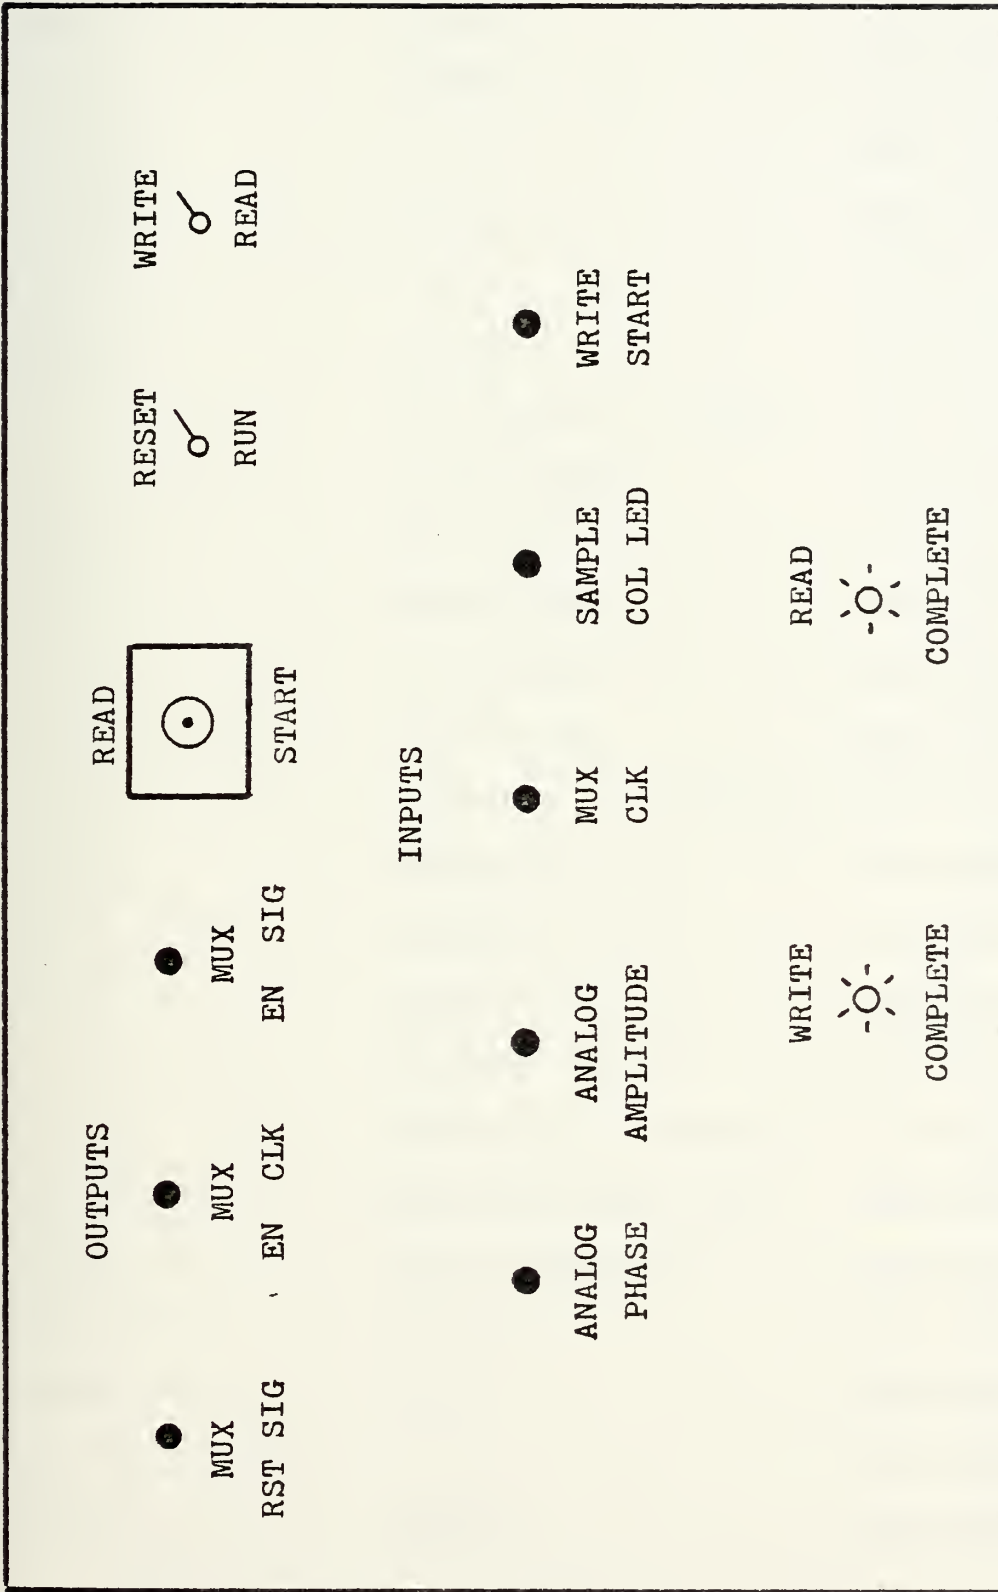 OUTPUTS
MUX
RST SIG
MUX
EN CLK
MUX
EN SIG
READ
START
RESET
RUN
WRITE
READ
INPUTS
ANALOG
PHASE
ANALOG
AMPLITUDE
MUX
CLK
SAMPLE
COL LED
WRITE
START
WRITE
COMPLETE
READ
COMPLETE